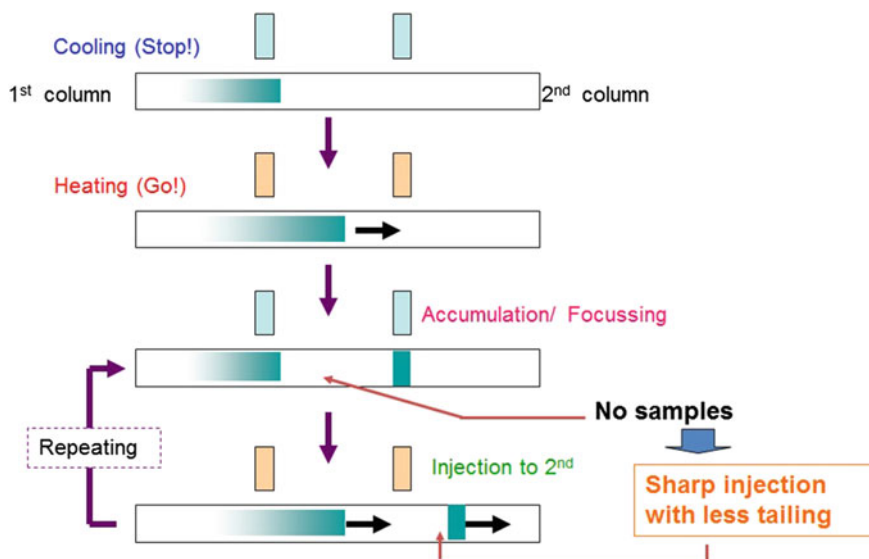 Cooling (Stop!)
1st column
2nd column
Heating (Go!)
Accumulation/ Focussing
No samples
Repeating
Injection to 2nd
Sharp injection
with less tailing